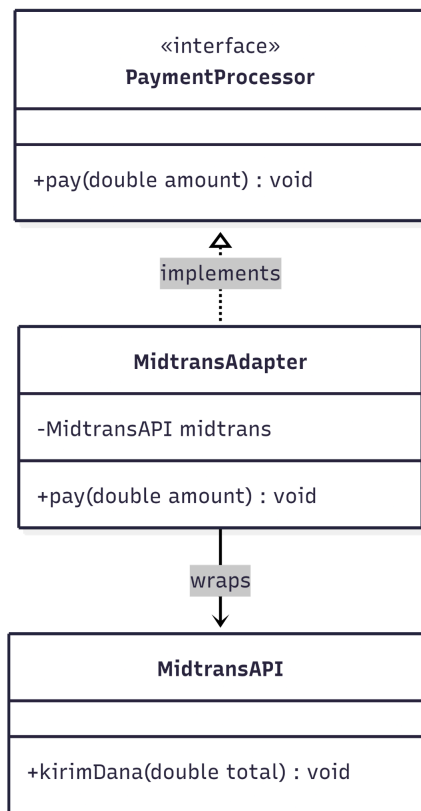 «interface»
PaymentProcessor
+pay(double amount) : void
implements
MidtransAdapter
-MidtransAPI midtrans
+pay(double amount) : void
wraps
MidtransAPI
+kirimDana(double total) : void